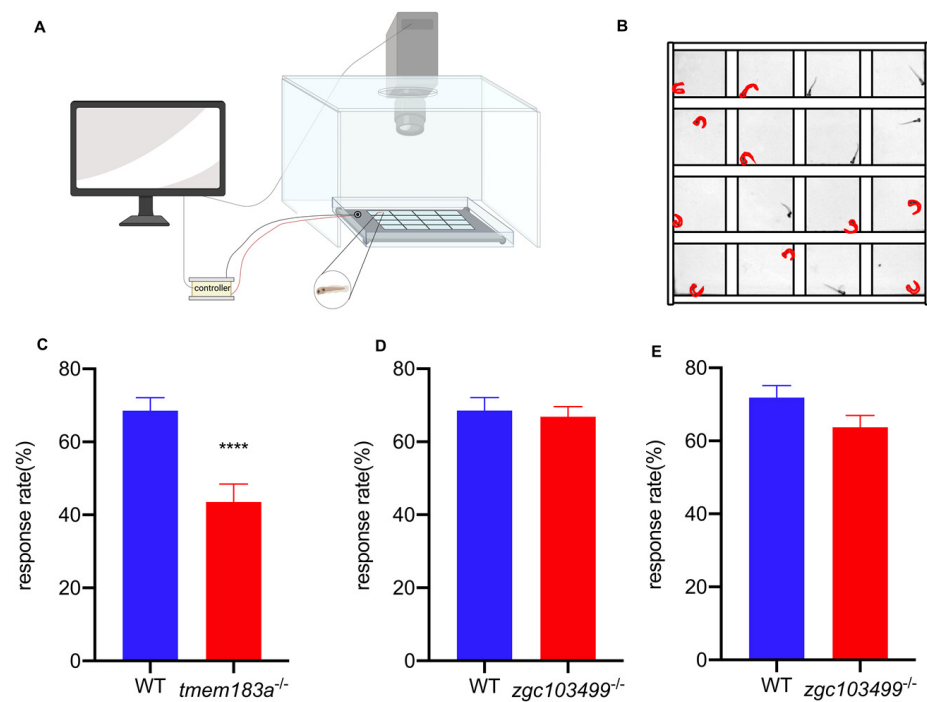 A
B
controller
C
D
E
80
60
40
20
0
response rate(%)
****
WT
tmem183a-/-
80
60
40
20
0
response rate(%)
WT
zgc103499-/-
80
60
40
20
0
response rate(%)
WT
zgc103499-/-